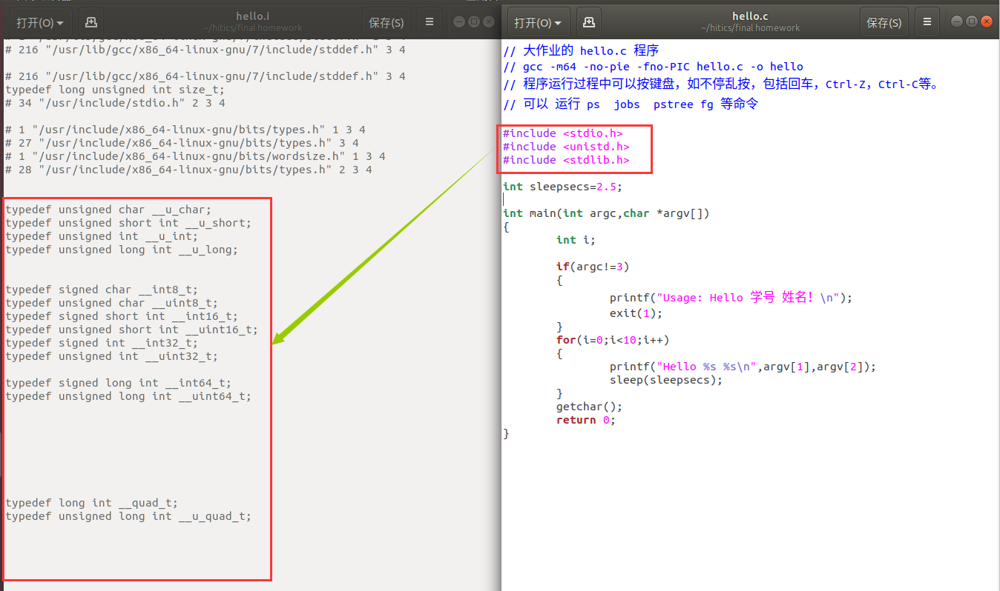 打开(O)
hello.i
~/hitics/final homework
保存(S)
# 216 "/usr/lib/gcc/x86_64-linux-gnu/7/include/stddef.h" 3 4
# 216 "/usr/lib/gcc/x86_64-linux-gnu/7/include/stddef.h" 3 4
typedef long unsigned int size_t;
# 34 "/usr/include/stdio.h" 2 3 4
# 1 "/usr/include/x86_64-linux-gnu/bits/types.h" 1 3 4
# 27 "/usr/include/x86_64-linux-gnu/bits/types.h" 3 4
# 1 "/usr/include/x86_64-linux-gnu/bits/wordsize.h" 1 3 4
# 28 "/usr/include/x86_64-linux-gnu/bits/types.h" 2 3 4
typedef unsigned char __u_char;
typedef unsigned short int __u_short;
typedef unsigned int __u_int;
typedef unsigned long int __u_long;
typedef signed char __int8_t;
typedef unsigned char __uint8_t;
typedef signed short int __int16_t;
typedef unsigned short int __uint16_t;
typedef signed int __int32_t;
typedef unsigned int __uint32_t;
typedef signed long int __int64_t;
typedef unsigned long int __uint64_t;
typedef long int __quad_t;
typedef unsigned long int __u_quad_t;
打开(O)
hello.c
~/hitics/final homework
保存(S)
// 大作业的 hello.c 程序
// gcc -m64 -no-pie -fno-PIC hello.c -o hello
// 程序运行过程中可以按键盘，如不停乱按，包括回车，Ctrl-Z，Ctrl-C等。
// 可以 运行 ps  jobs  pstree fg 等命令
#include <stdio.h>
#include <unistd.h>
#include <stdlib.h>
int sleepsecs=2.5;
int main(int argc,char *argv[])
{
int i;
if(argc!=3)
{
printf("Usage: Hello 学号 姓名！\n");
exit(1);
}
for(i=0;i<10;i++)
{
printf("Hello %s %s\n",argv[1],argv[2]);
sleep(sleepsecs);
}
getchar();
return 0;
}